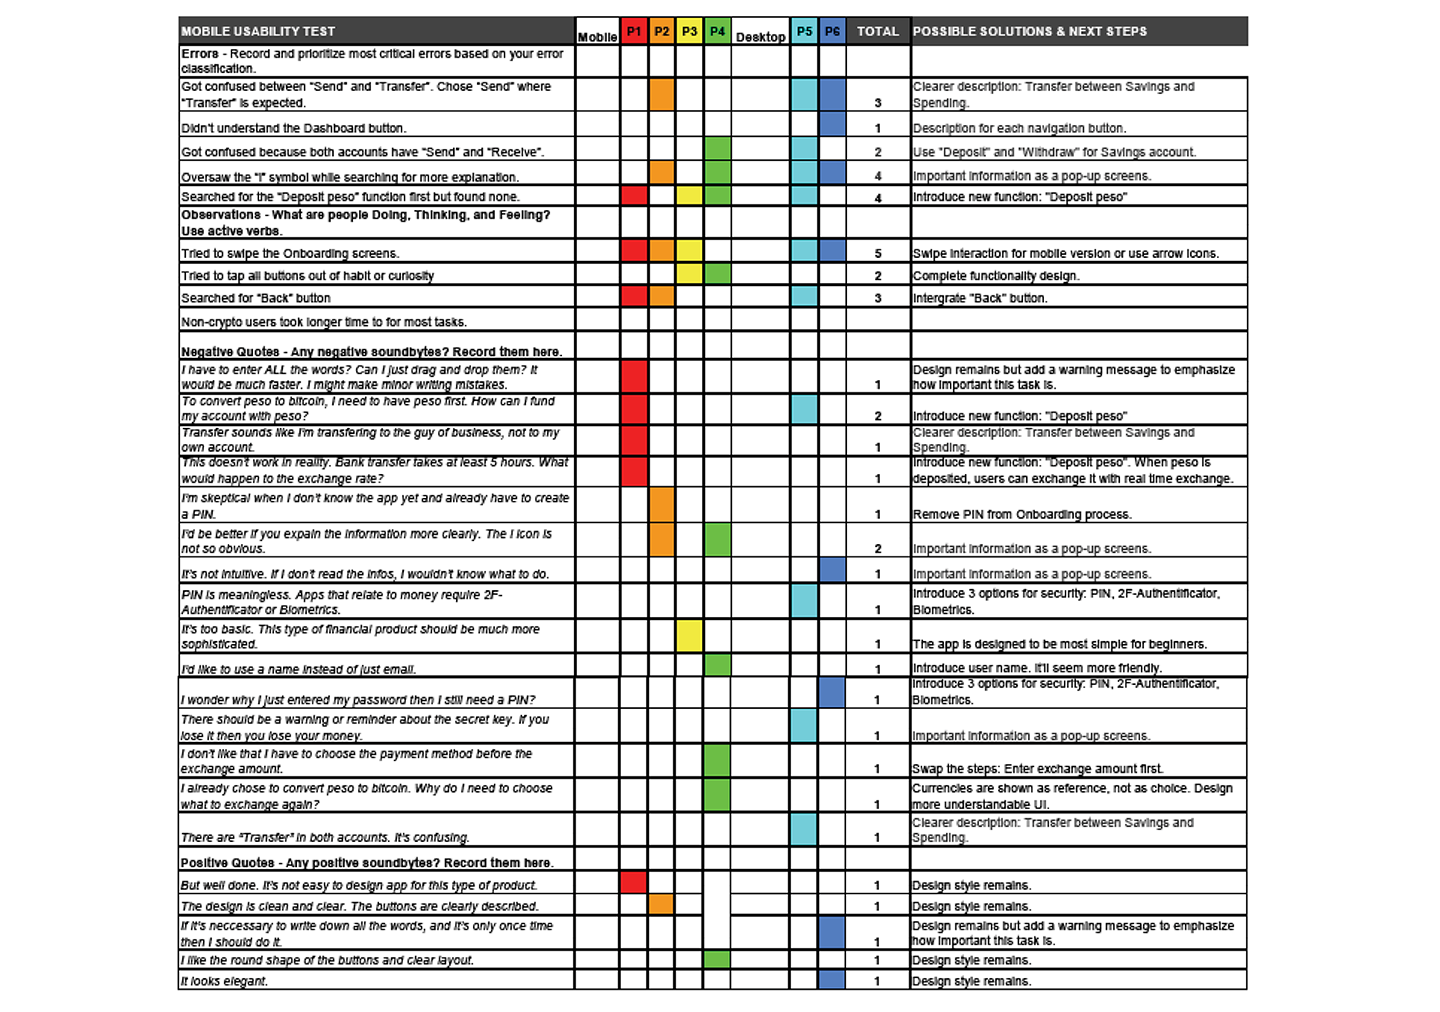 MOBILE USABILITY TEST Mobile P1 P2 P3 P4 Desktop P5 P6 TOTAL POSSIBLE SOLUTIONS & NEXT STEPS
Errors - Record and prioritize most critical errors based on your error
classification.
Got confused between "Send" and "Transfer". Chose "Send" where
"Transfer" is expected.
3
Clearer description: Transfer between Savings and
Spending.
Didn't understand the Dashboard button. 1 Description for each navigation button.
Got confused because both accounts have "Send" and "Receive". 2 Use "Deposit" and "Withdraw" for Savings account.
Oversaw the "i" symbol while searching for more explanation. 4 Important information as a pop-up screens.
Searched for the "Deposit peso" function first but found none. 4 Introduce new function: "Deposit peso"
Observations - What are people Doing, Thinking, and Feeling?
Use active verbs.
Tried to swipe the Onboarding screens. 5 Swipe interaction for mobile version or use arrow icons.
Tried to tap all buttons out of habit or curiosity 2 Complete functionality design.
Searched for "Back" button 3 Intergrate "Back" button.
Non-crypto users took longer time to for most tasks.
Negative Quotes - Any negative soundbytes? Record them here.
I have to enter ALL the words? Can I just drag and drop them? It
would be much faster. I might make minor writing mistakes.
1
Design remains but add a warning message to emphasize
how important this task is.
To convert peso to bitcoin, I need to have peso first. How can I fund
my account with peso?
2
Introduce new function: "Deposit peso"
Transfer sounds like I'm transfering to the guy of business, not to my
own account.
1
Clearer description: Transfer between Savings and
Spending.
This doesn't work in reality. Bank transfer takes at least 5 hours. What
would happen to the exchange rate?
1
Introduce new function: "Deposit peso". When peso is
deposited, users can exchange it with real time exchange.
I'm skeptical when I don't know the app yet and already have to create
a PIN.
1
Remove PIN from Onboarding process.
I'd be better if you expain the information more clearly. The i icon is
not so obvious.
2
Important information as a pop-up screens.
It's not intuitive. If I don't read the infos, I wouldn't know what to do. 1 Important information as a pop-up screens.
PIN is meaningless. Apps that relate to money require 2F-
Authentificator or Biometrics.
1
Introduce 3 options for security: PIN, 2F-Authentificator,
Biometrics.
It's too basic. This type of financial product should be much more
sophisticated.
1
The app is designed to be most simple for beginners.
I'd like to use a name instead of just email. 1 Introduce user name. It'll seem more friendly.
I wonder why I just entered my password then I still need a PIN?
1
Introduce 3 options for security: PIN, 2F-Authentificator,
Biometrics.
There should be a warning or reminder about the secret key. If you
lose it then you lose your money.
1
Important information as a pop-up screens.
I don't like that I have to choose the payment method before the
exchange amount.
1
Swap the steps: Enter exchange amount first.
I already chose to convert peso to bitcoin. Why do I need to choose
what to exchange again?
1
Currencies are shown as reference, not as choice. Design
more understandable UI.
There are "Transfer" in both accounts. It's confusing.
1
Clearer description: Transfer between Savings and
Spending.
Positive Quotes - Any positive soundbytes? Record them here.
But well done. It's not easy to design app for this type of product. 1 Design style remains.
The design is clean and clear. The buttons are clearly described. 1 Design style remains.
If it's neccessary to write down all the words, and it's only once time
then I should do it.
1
Design remains but add a warning message to emphasize
how important this task is.
I like the round shape of the buttons and clear layout. 1 Design style remains.
It looks elegant. 1 Design style remains.